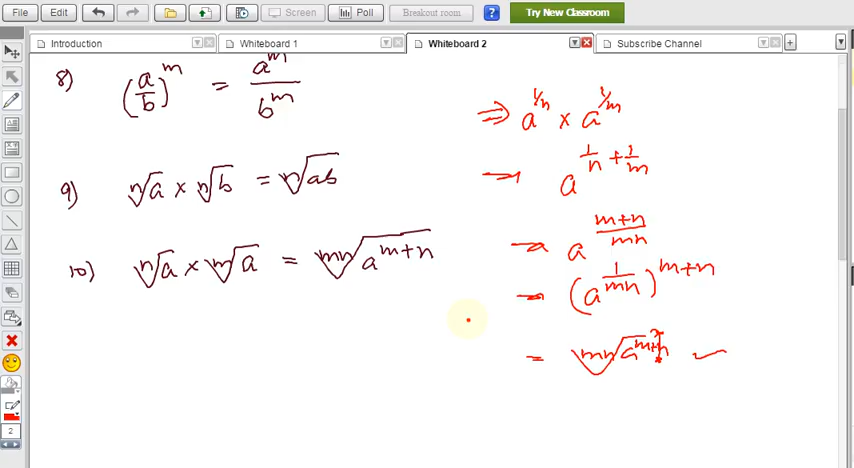 File Edit Screen Poll Breakout room ? Try New Classroom
Introduction Whiteboard 1 Whiteboard 2 Subscribe Channel +
8) (a/b)^m = a^m/b^m
9) ⁿ√a × ⁿ√b = ⁿ√ab
10) ⁿ√a × ᵐ√a = ᵐⁿ√a^(m+n)
⇒ a^(1/n) × a^(1/m)
→ a^(1/n + 1/m)
→ a^((m+n)/mn)
→ (a^(1/mn))^(m+n)
= ᵐⁿ√a^(m+n) ✓
2